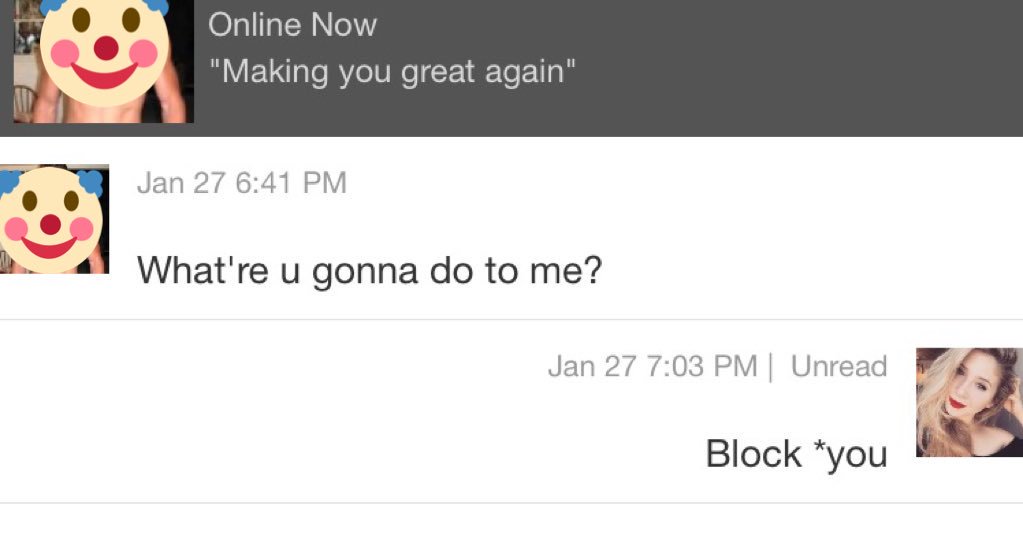 Online Now
"Making you great again"
Jan 27 6:41 PM
What're u gonna do to me?
Jan 27 7:03 PM | Unread
Block *you